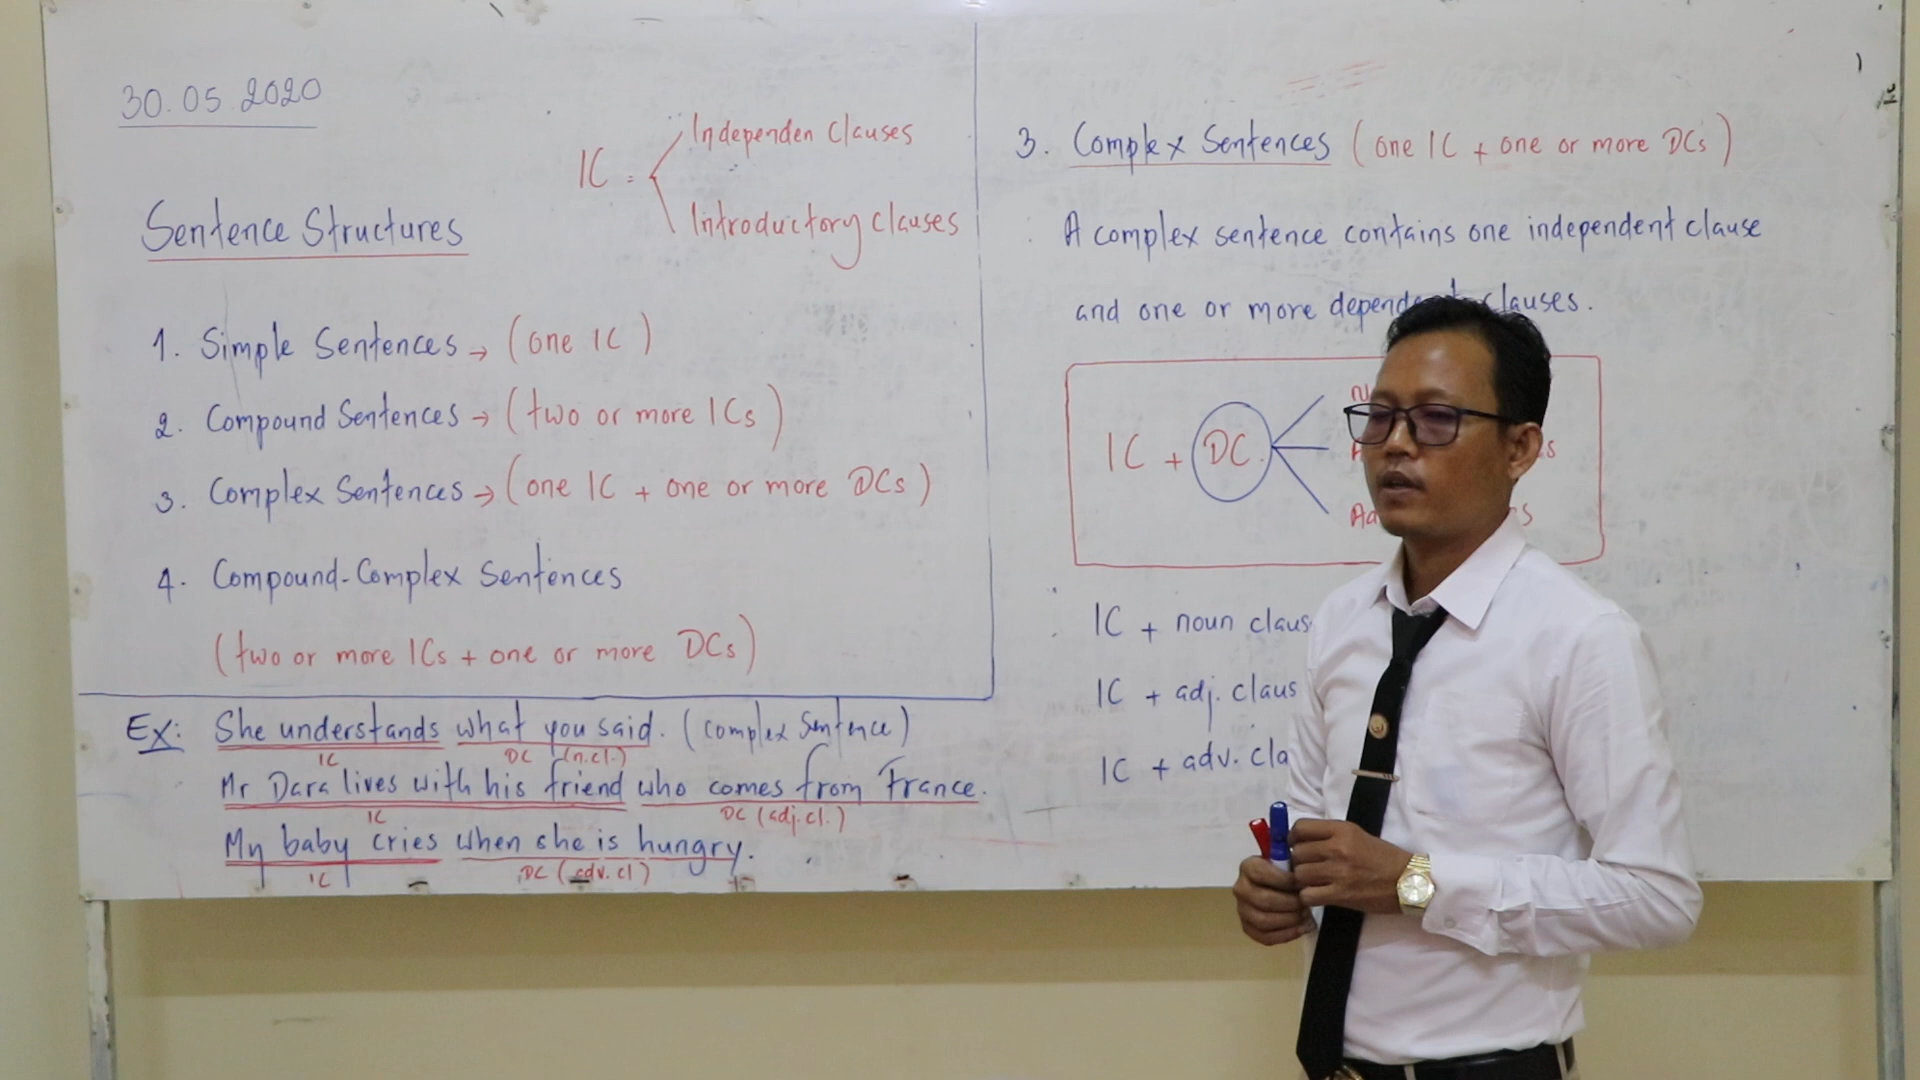 30.05.2020
IC = Independen Clauses
Introductory clauses
Sentence Structures
1. Simple Sentences → (one IC)
2. Compound Sentences → (two or more ICs)
3. Complex Sentences → (one IC + one or more DCs)
4. Compound-Complex Sentences
(two or more ICs + one or more DCs)
Ex: She understands what you said. (complex Sentence)
IC DC (n.cl.)
Mr Dara lives with his friend who comes from France.
IC DC (adj.cl.)
My baby cries when she is hungry.
IC DC (adv.cl)
3. Complex Sentences (one IC + one or more DCs)
A complex sentence contains one independent clause
and one or more clauses.
IC + DC
IC + noun
IC + adj.
IC + adv.